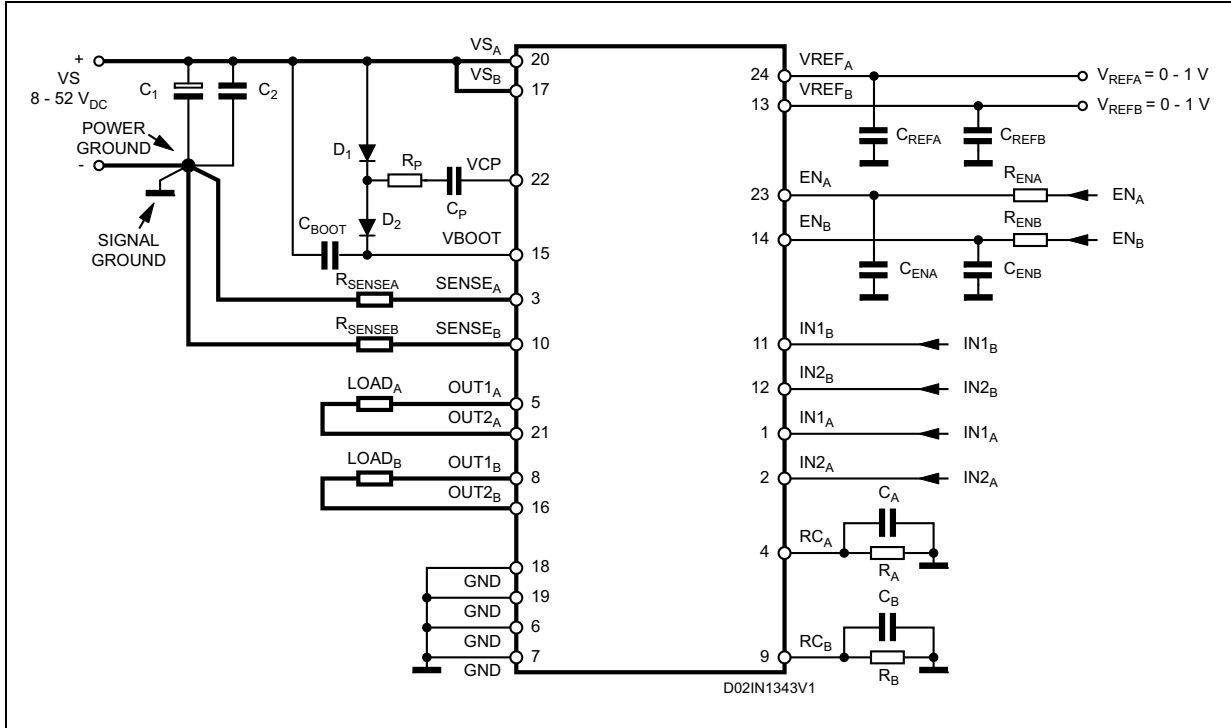 +
VS
8 - 52 VDC
C1
C2
POWER
GROUND
-
SIGNAL
GROUND
D1
RP
VCP
CP
D2
CBOOT
VBOOT
RSENSEA
SENSEA
RSENSEB
SENSEB
LOADA
OUT1A
OUT2A
LOADB
OUT1B
OUT2B
GND
GND
GND
GND
VSA
VSB
20
17
22
15
3
10
5
21
8
16
18
19
6
7
24
13
23
14
11
12
1
2
4
9
VREFA
VREFA = 0 - 1 V
VREFB
VREFB = 0 - 1 V
CREFA
CREFB
RENA
ENA
ENA
RENB
ENB
ENB
CENA
CENB
IN1B
IN1B
IN2B
IN2B
IN1A
IN1A
IN2A
IN2A
CA
RCA
RA
CB
RCB
RB
D02IN1343V1